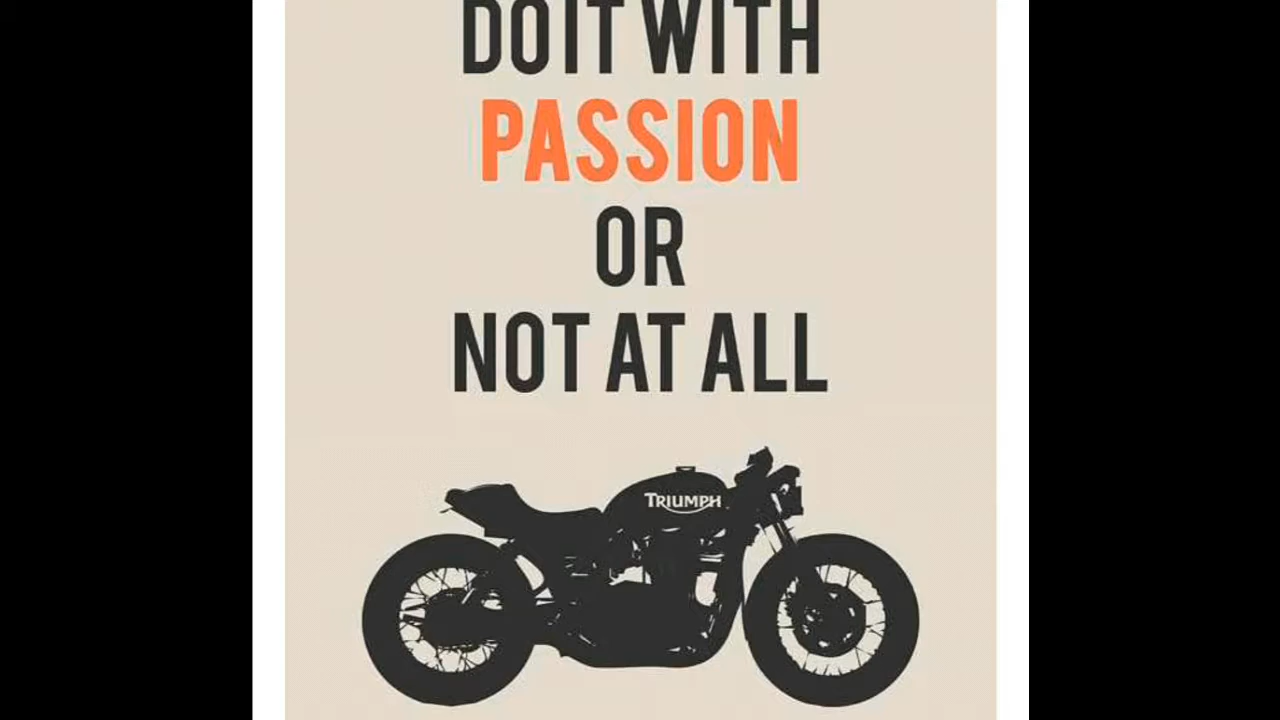 DO IT WITH
PASSION
OR
NOT AT ALL
TRIUMPH